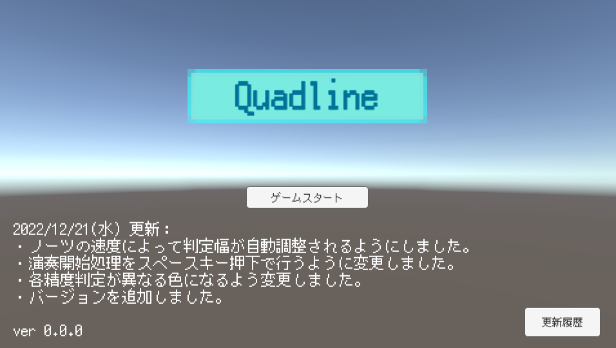 Quadline
ゲームスタート
2022/12/21(水) 更新：
・ノーツの速度によって判定幅が自動調整されるようにしました。
・演奏開始処理をスペースキー押下で行うように変更しました。
・各精度判定が異なる色になるよう変更しました。
・バージョンを追加しました。
更新履歴
ver 0.0.0